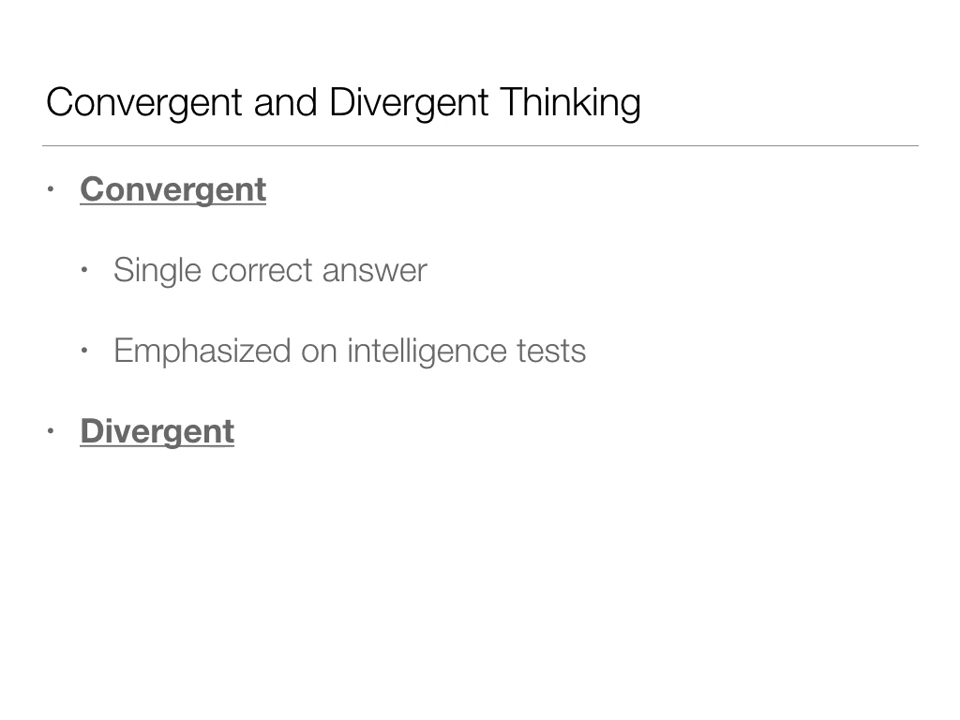 Convergent and Divergent Thinking
• Convergent
• Single correct answer
• Emphasized on intelligence tests
• Divergent